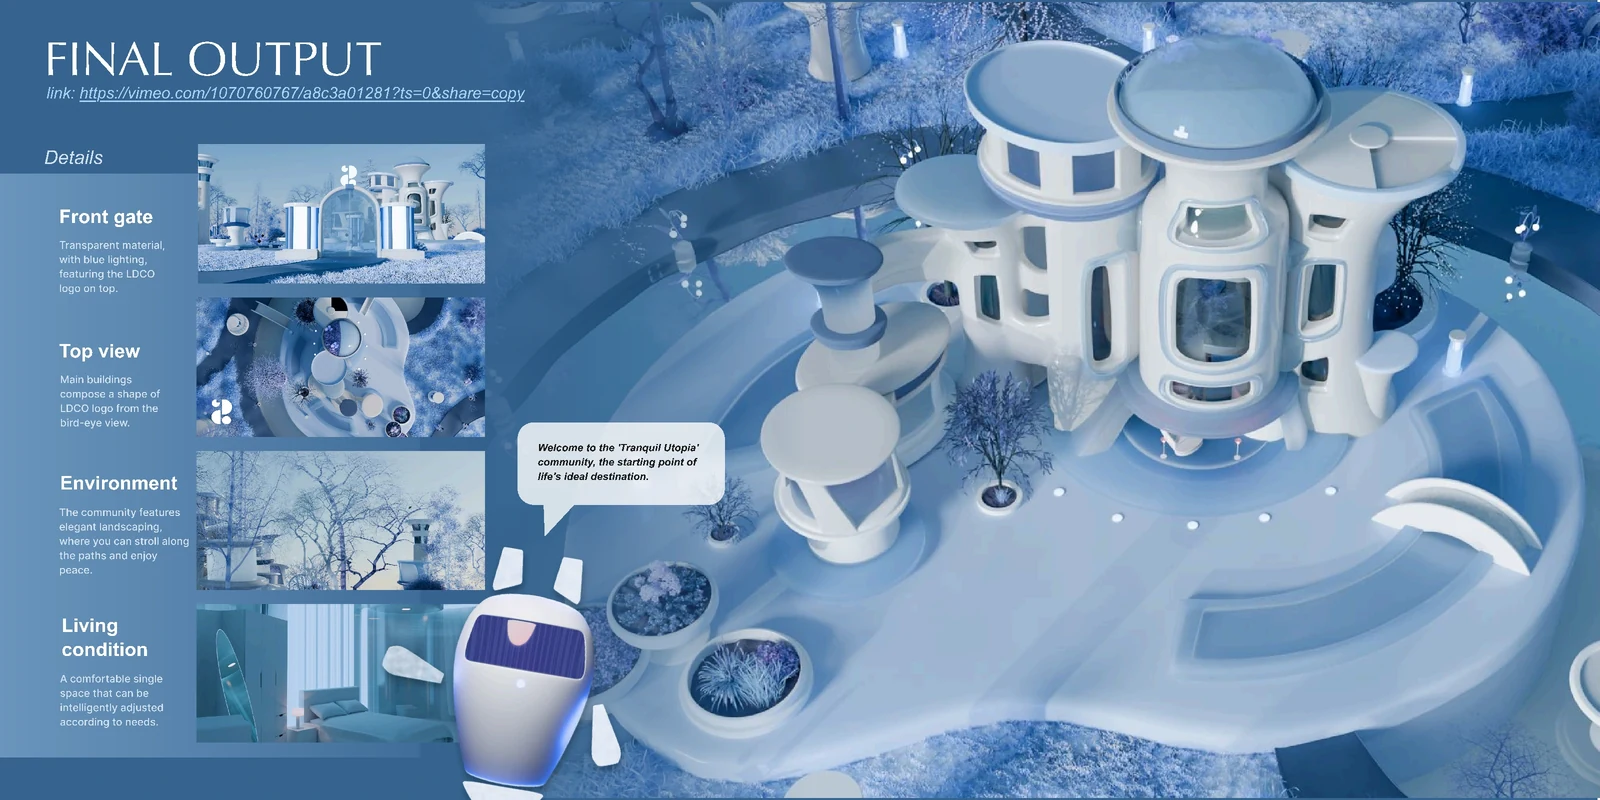 FINAL OUTPUT
link: https://vimeo.com/1070760767/a8c3a01281?ts=0&share=copy
Details
Front gate
Transparent material,
with blue lighting,
featuring the LDCO
logo on top.
Top view
Main buildings
compose a shape of
LDCO logo from the
bird-eye view.
Environment
The community features
elegant landscaping,
where you can stroll along
the paths and enjoy
peace.
Living
condition
A comfortable single
space that can be
intelligently adjusted
according to needs.
Welcome to the 'Tranquil Utopia'
community, the starting point of
life's ideal destination.